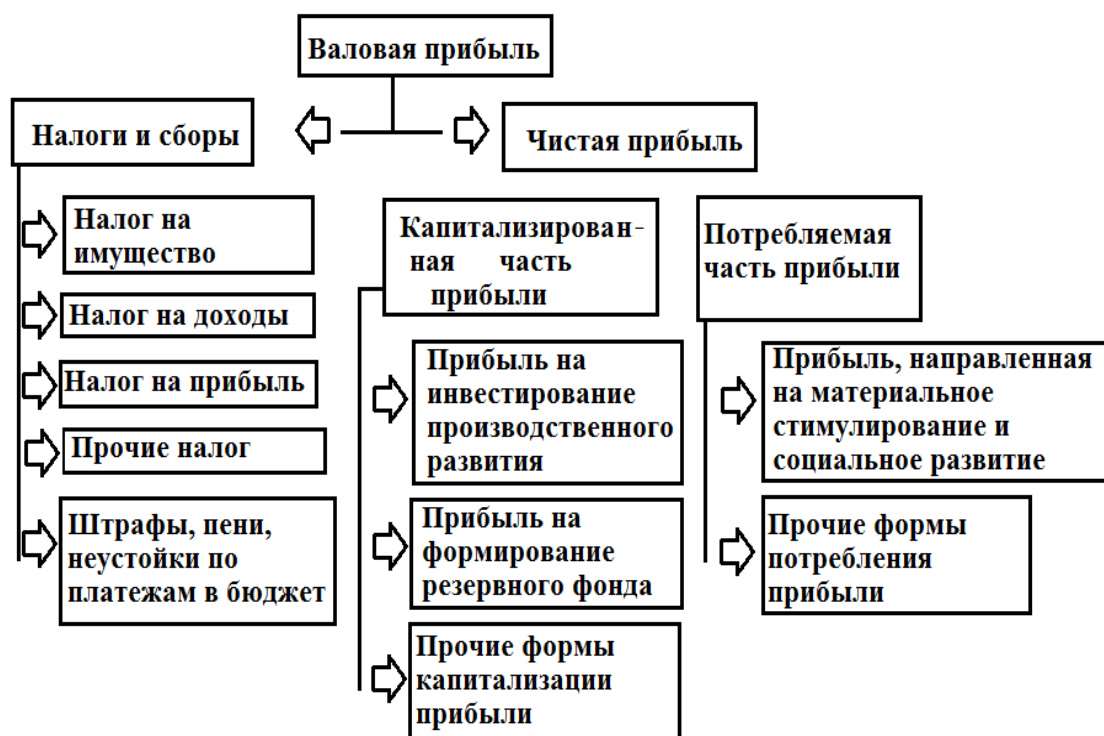 Валовая прибыль
Налоги и сборы
Чистая прибыль
Налог на
имущество
Налог на доходы
Налог на прибыль
Прочие налог
Штрафы, пени,
неустойки по
платежам в бюджет
Капитализирован-
ная часть
прибыли
Прибыль на
инвестирование
производственного
развития
Прибыль на
формирование
резервного фонда
Прочие формы
капитализации
прибыли
Потребляемая
часть прибыли
Прибыль, направленная
на материальное
стимулирование и
социальное развитие
Прочие формы
потребления
прибыли